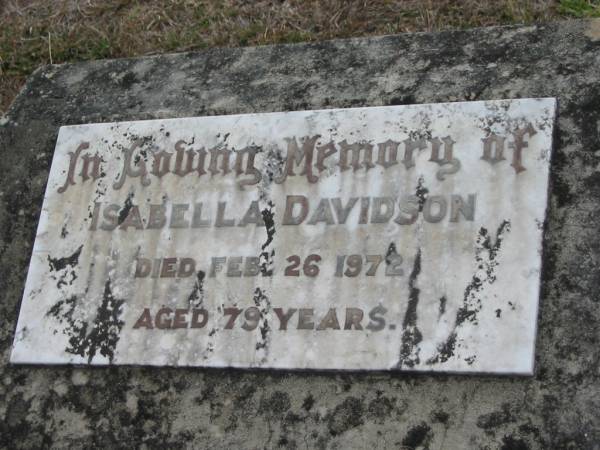 In Loving Memory of
ISABELLA DAVIDSON
DIED FEB. 26 1972
AGED 79 YEARS.